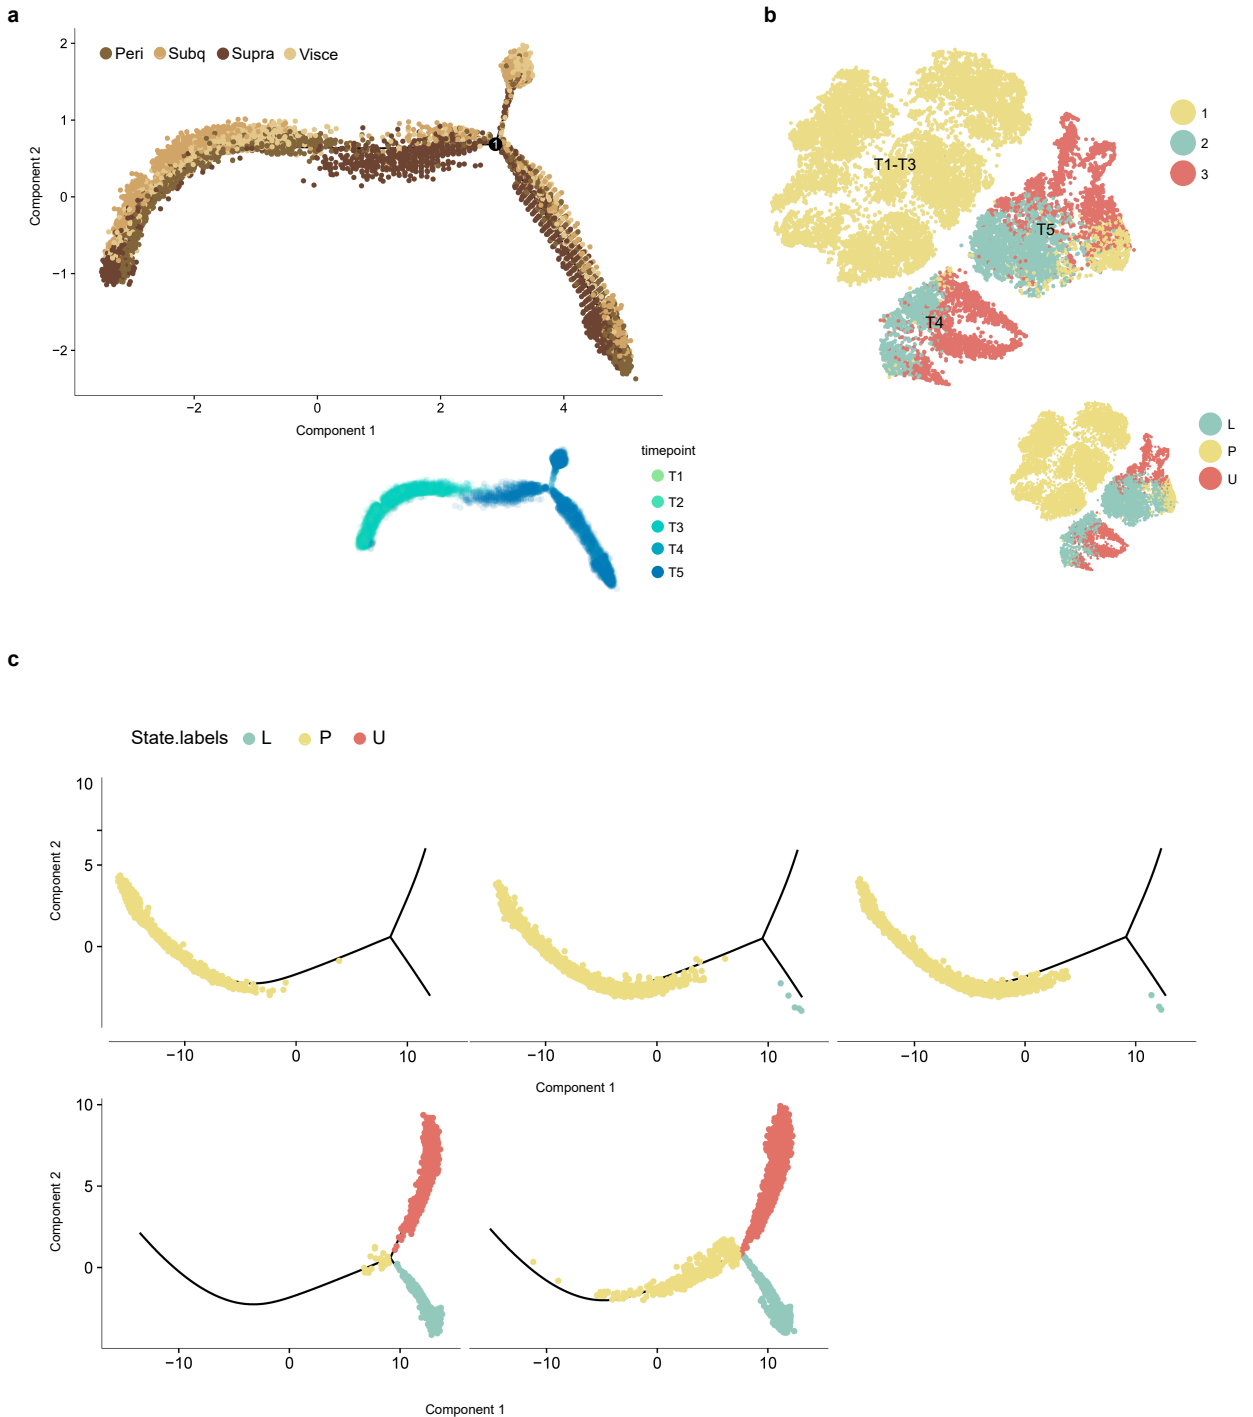 a
Peri Subq Supra Visce
2
1
0
−1
−2
Component 2
1
−2 0 2 4
Component 1
timepoint
T1
T2
T3
T4
T5
b
T1-T3
T5
T4
1
2
3
L
P
U
c
State.labels L P U
10
5
0
Component 2
−10 0 10 −10 0 10 −10 0 10
Component 1
10
5
0
Component 2
−10 0 10 −10 0 10
Component 1